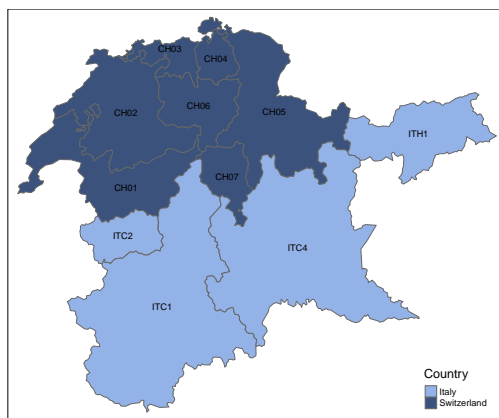 CH03
CH04
CH06
CH02
CH05
ITH1
CH07
CH01
ITC2
ITC4
ITC1
Country
Italy
Switzerland